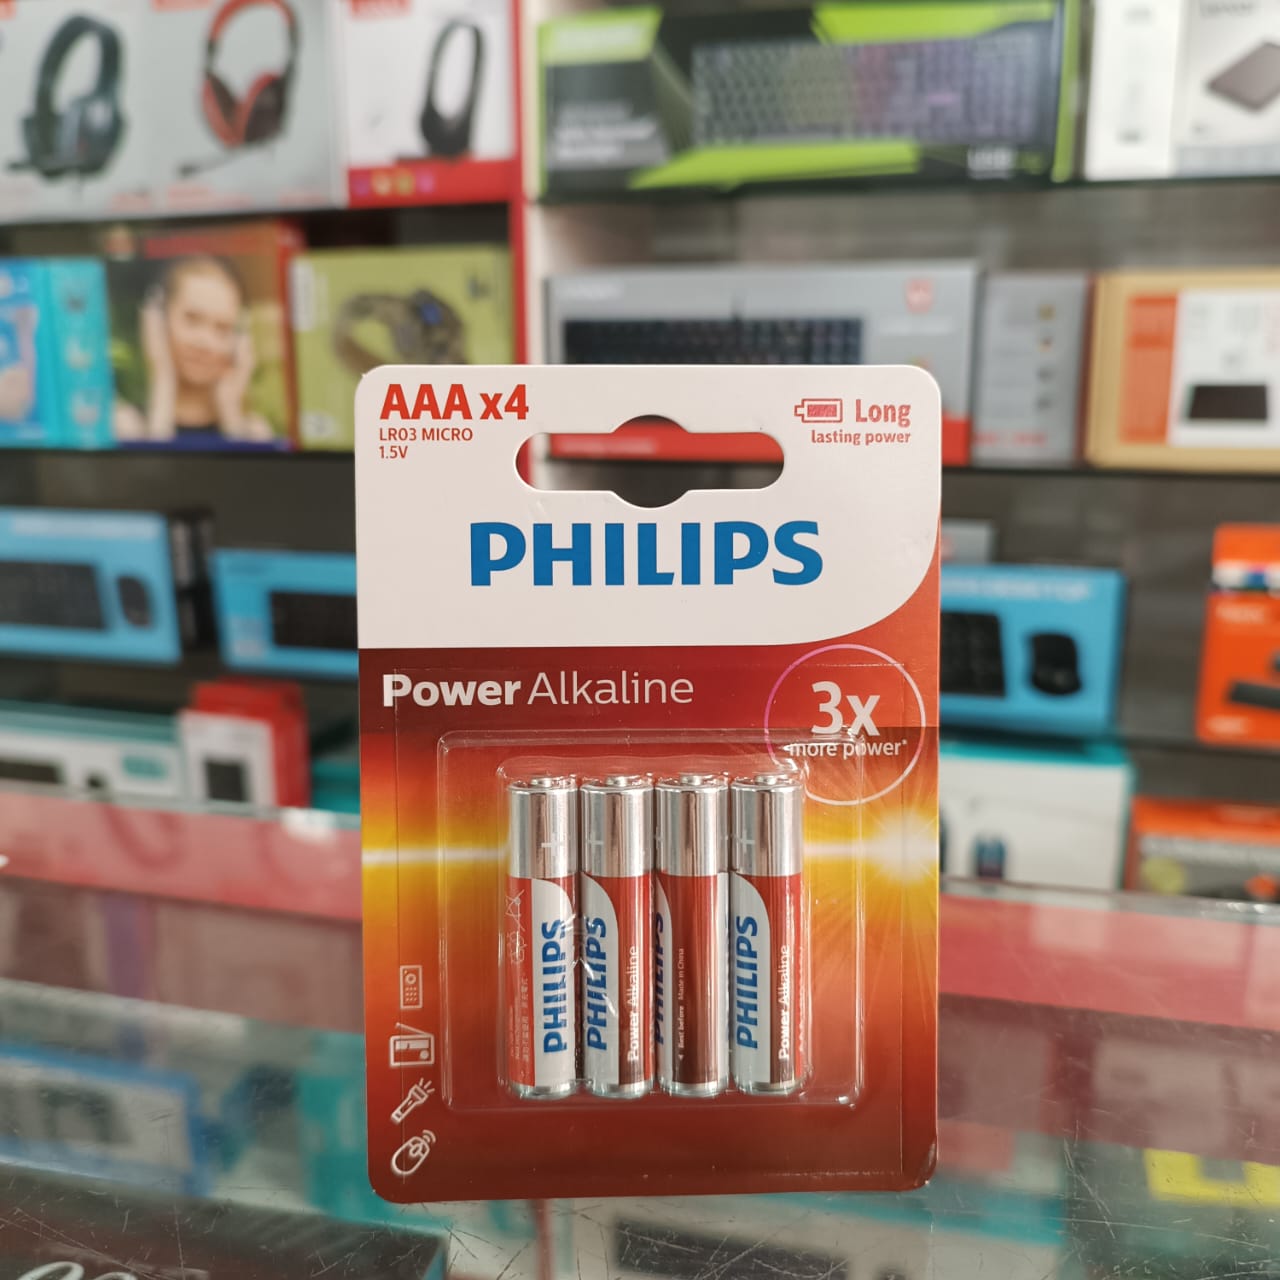 AAA x4
LR03 MICRO
1.5V
Long
lasting power
PHILIPS
Power Alkaline
3x
more power*
PHILIPS
PHILIPS
Power Alkaline
PHILIPS
Best before Made in China
PHILIPS
Power Alkaline